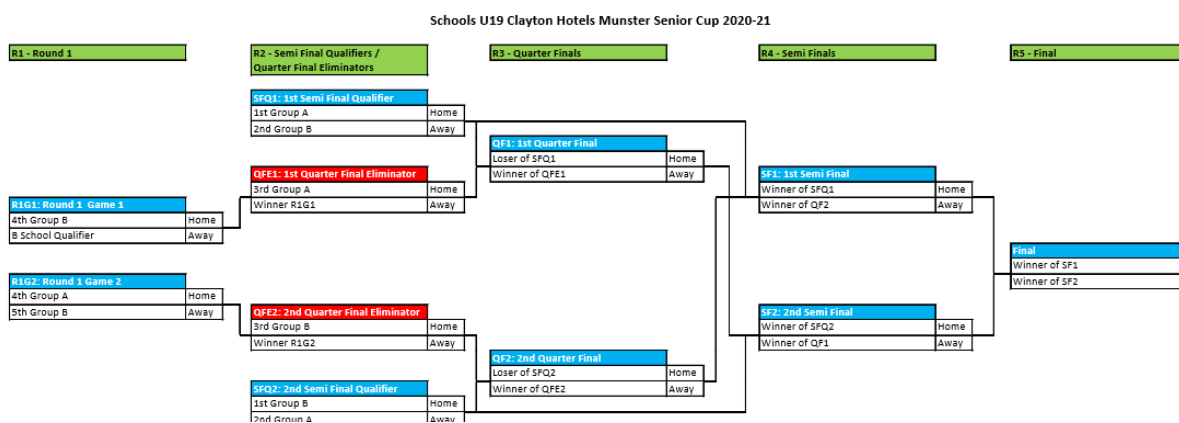 Schools U19 Clayton Hotels Munster Senior Cup 2020-21
R1 - Round 1
R2 - Semi Final Qualifiers /
Quarter Final Eliminators
R3 - Quarter Finals
R4 - Semi Finals
R5 - Final
SFQ1: 1st Semi Final Qualifier
1st Group A Home
2nd Group B Away
QF1: 1st Quarter Final
Loser of SFQ1 Home
Winner of QFE1 Away
QFE1: 1st Quarter Final Eliminator
3rd Group A Home
Winner R1G1 Away
SF1: 1st Semi Final
Winner of SFQ1 Home
Winner of QF2 Away
R1G1: Round 1 Game 1
4th Group B Home
B School Qualifier Away
Final
Winner of SF1
Winner of SF2
R1G2: Round 1 Game 2
4th Group A Home
5th Group B Away
QFE2: 2nd Quarter Final Eliminator
3rd Group B Home
Winner R1G2 Away
SF2: 2nd Semi Final
Winner of SFQ2 Home
Winner of QF1 Away
QF2: 2nd Quarter Final
Loser of SFQ2 Home
Winner of QFE2 Away
SFQ2: 2nd Semi Final Qualifier
1st Group B Home
2nd Group A Away